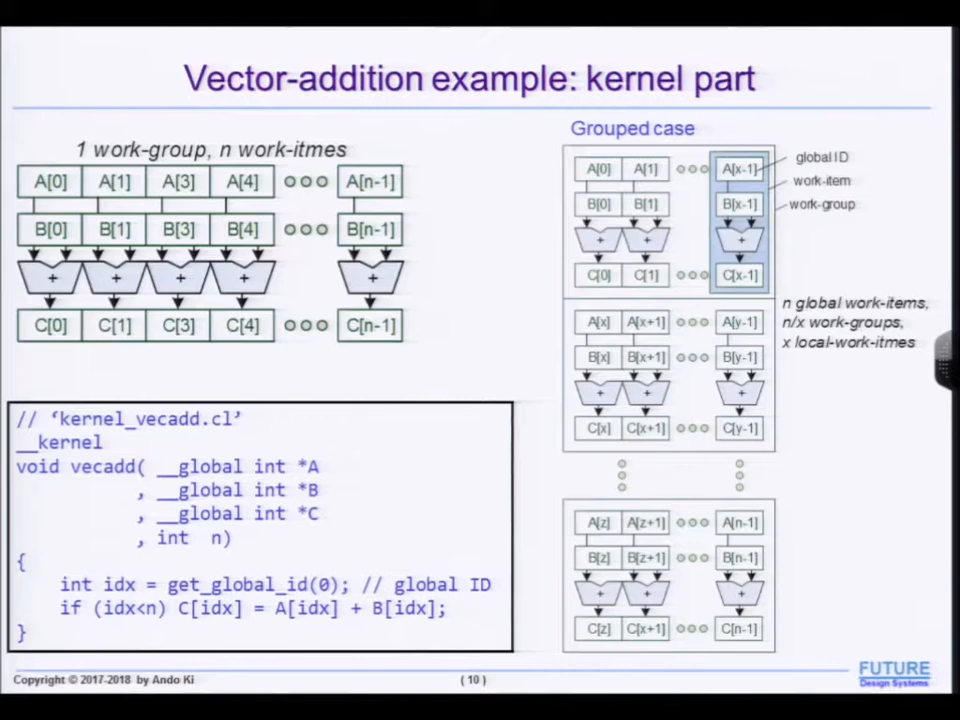 Vector-addition example: kernel part
1 work-group, n work-itmes
A[0] A[1] A[3] A[4] A[n-1]
B[0] B[1] B[3] B[4] B[n-1]
+ + + + +
C[0] C[1] C[3] C[4] C[n-1]
// ‘kernel_vecadd.cl’
__kernel
void vecadd( __global int *A
, __global int *B
, __global int *C
, int n)
{
int idx = get_global_id(0); // global ID
if (idx<n) C[idx] = A[idx] + B[idx];
}
Grouped case
A[0] A[1] A[x-1] global ID
work-item
B[0] B[1] B[x-1] work-group
+ + +
C[0] C[1] C[x-1]
n global work-items,
n/x work-groups,
x local-work-itmes
A[x] A[x+1] A[y-1]
B[x] B[x+1] B[y-1]
+ + +
C[x] C[x+1] C[y-1]
A[z] A[z+1] A[n-1]
B[z] B[z+1] B[n-1]
+ + +
C[z] C[x+1] C[n-1]
Copyright © 2017-2018 by Ando Ki
( 10 )
FUTURE
Design Systems